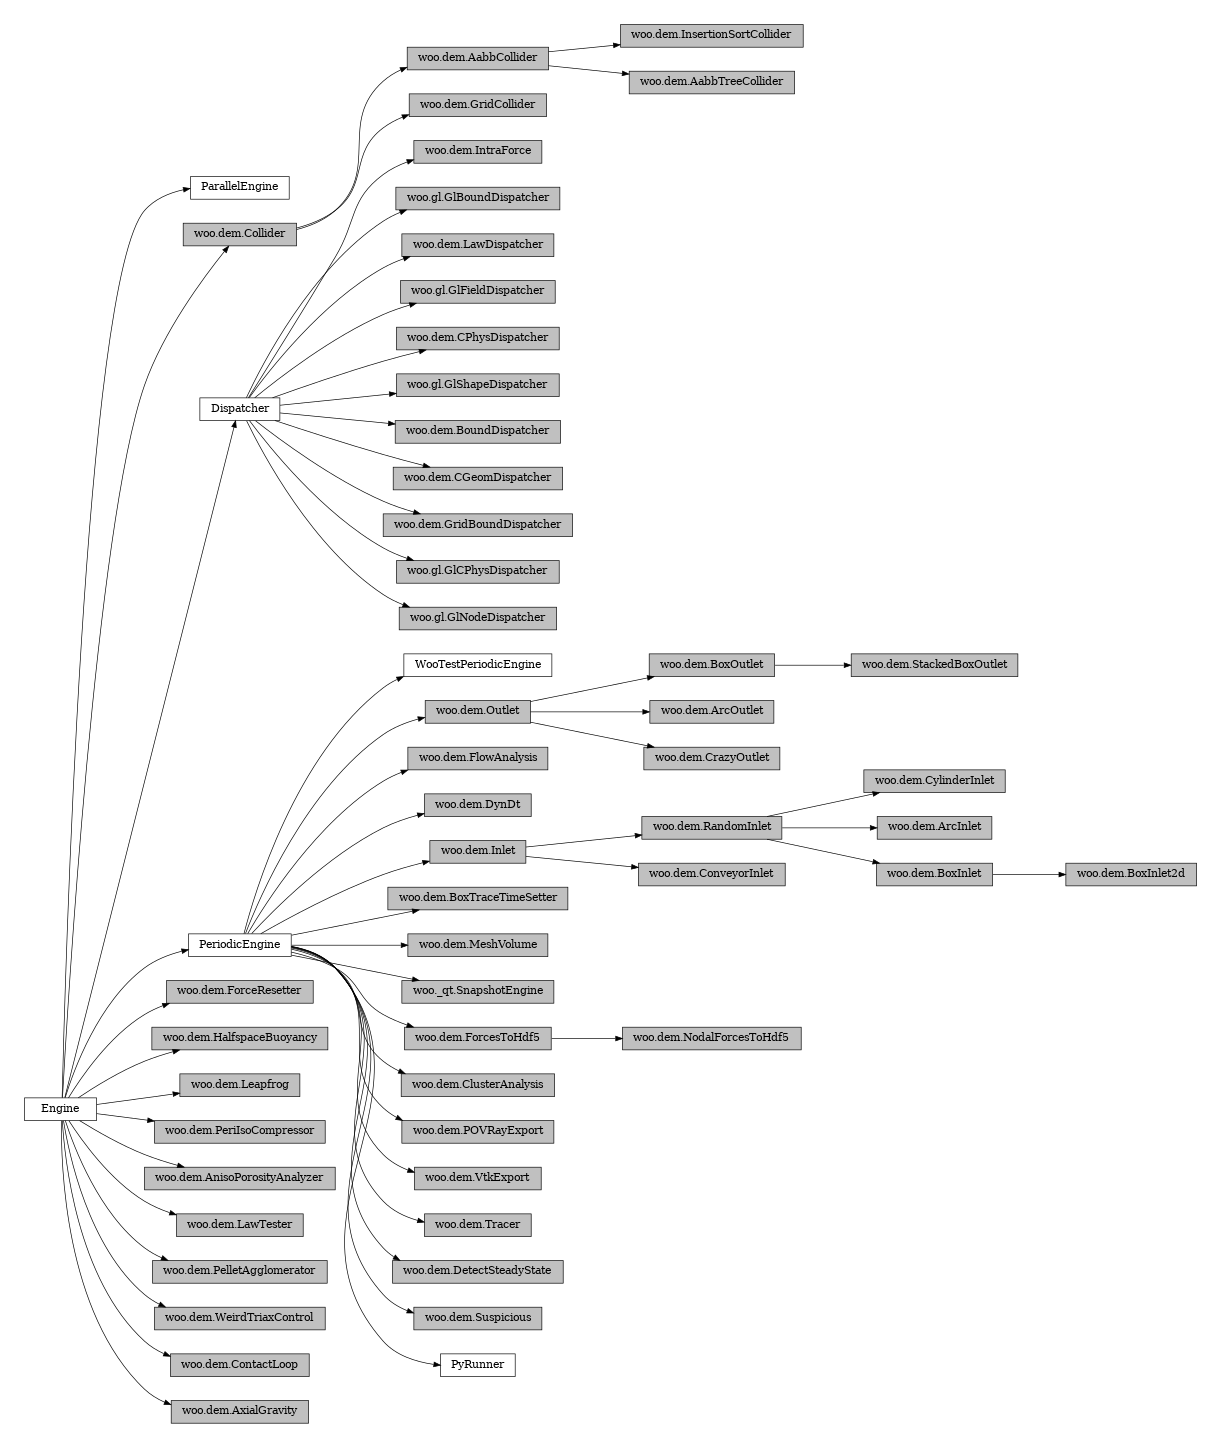 woo.dem.InsertionSortCollider
woo.dem.AabbCollider
woo.dem.AabbTreeCollider
woo.dem.GridCollider
woo.dem.IntraForce
ParallelEngine
woo.gl.GlBoundDispatcher
woo.dem.Collider
woo.dem.LawDispatcher
woo.gl.GlFieldDispatcher
woo.dem.CPhysDispatcher
woo.gl.GlShapeDispatcher
Dispatcher
woo.dem.BoundDispatcher
woo.dem.CGeomDispatcher
woo.dem.GridBoundDispatcher
woo.gl.GlCPhysDispatcher
woo.gl.GlNodeDispatcher
WooTestPeriodicEngine
woo.dem.BoxOutlet
woo.dem.StackedBoxOutlet
woo.dem.Outlet
woo.dem.ArcOutlet
woo.dem.FlowAnalysis
woo.dem.CrazyOutlet
woo.dem.CylinderInlet
woo.dem.DynDt
woo.dem.RandomInlet
woo.dem.ArcInlet
woo.dem.Inlet
woo.dem.ConveyorInlet
woo.dem.BoxInlet
woo.dem.BoxInlet2d
woo.dem.BoxTraceTimeSetter
PeriodicEngine
woo.dem.MeshVolume
woo.dem.ForceResetter
woo._qt.SnapshotEngine
woo.dem.HalfspaceBuoyancy
woo.dem.ForcesToHdf5
woo.dem.NodalForcesToHdf5
woo.dem.Leapfrog
woo.dem.ClusterAnalysis
Engine
woo.dem.PeriIsoCompressor
woo.dem.POVRayExport
woo.dem.AnisoPorosityAnalyzer
woo.dem.VtkExport
woo.dem.LawTester
woo.dem.Tracer
woo.dem.PelletAgglomerator
woo.dem.DetectSteadyState
woo.dem.WeirdTriaxControl
woo.dem.Suspicious
woo.dem.ContactLoop
PyRunner
woo.dem.AxialGravity